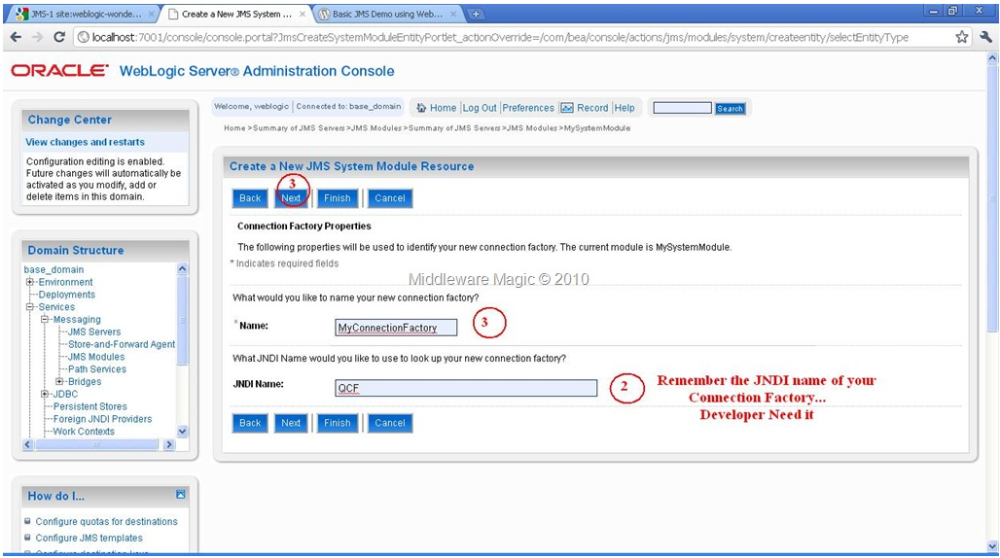 JMS-1 site:weblogic-wonde...
Create a New JMS System ...
Basic JMS Demo using Web...
localhost:7001/console/console.portal?JmsCreateSystemModuleEntityPortlet_actionOverride=/com/bea/console/actions/jms/modules/system/createentity/selectEntityType
ORACLE WebLogic Server® Administration Console
Change Center
View changes and restarts
Configuration editing is enabled.
Future changes will automatically be
activated as you modify, add or
delete items in this domain.
Domain Structure
base_domain
Environment
Deployments
Services
Messaging
JMS Servers
Store-and-Forward Agent
JMS Modules
Path Services
Bridges
JDBC
Persistent Stores
Foreign JNDI Providers
Work Contexts
How do I...
Configure quotas for destinations
Configure JMS templates
Configure destination keys
Welcome, weblogic Connected to: base_domain
Home Log Out Preferences Record Help Search
Home >Summary of JMS Servers >JMS Modules >Summary of JMS Servers >JMS Modules >MySystemModule
Create a New JMS System Module Resource
3
Back Next Finish Cancel
Connection Factory Properties
The following properties will be used to identify your new connection factory. The current module is MySystemModule.
* Indicates required fields
Middleware Magic © 2010
What would you like to name your new connection factory?
* Name: MyConnectionFactory 3
What JNDI Name would you like to use to look up your new connection factory?
JNDI Name: QCF 2
Remember the JNDI name of your
Connection Factory...
Developer Need it
Back Next Finish Cancel